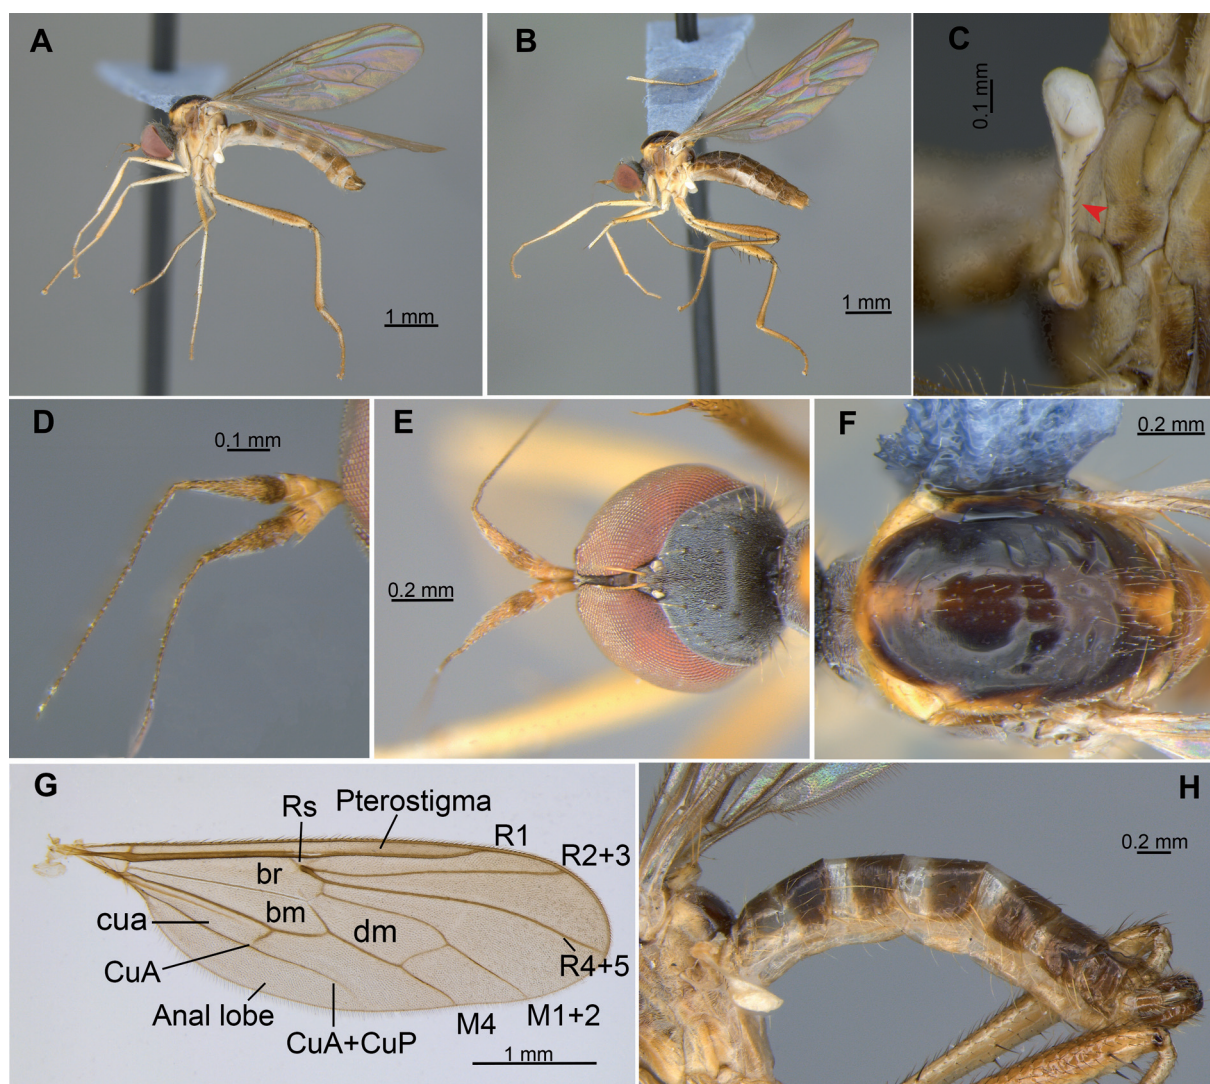 A
1 mm
B
1 mm
C
0.1 mm
D
0.1 mm
E
0.2 mm
F
0.2 mm
G
Rs
Pterostigma
R1
R2+3
br
bm
dm
cua
CuA
R4+5
Anal lobe
CuA+CuP
M4
M1+2
1 mm
H
0.2 mm